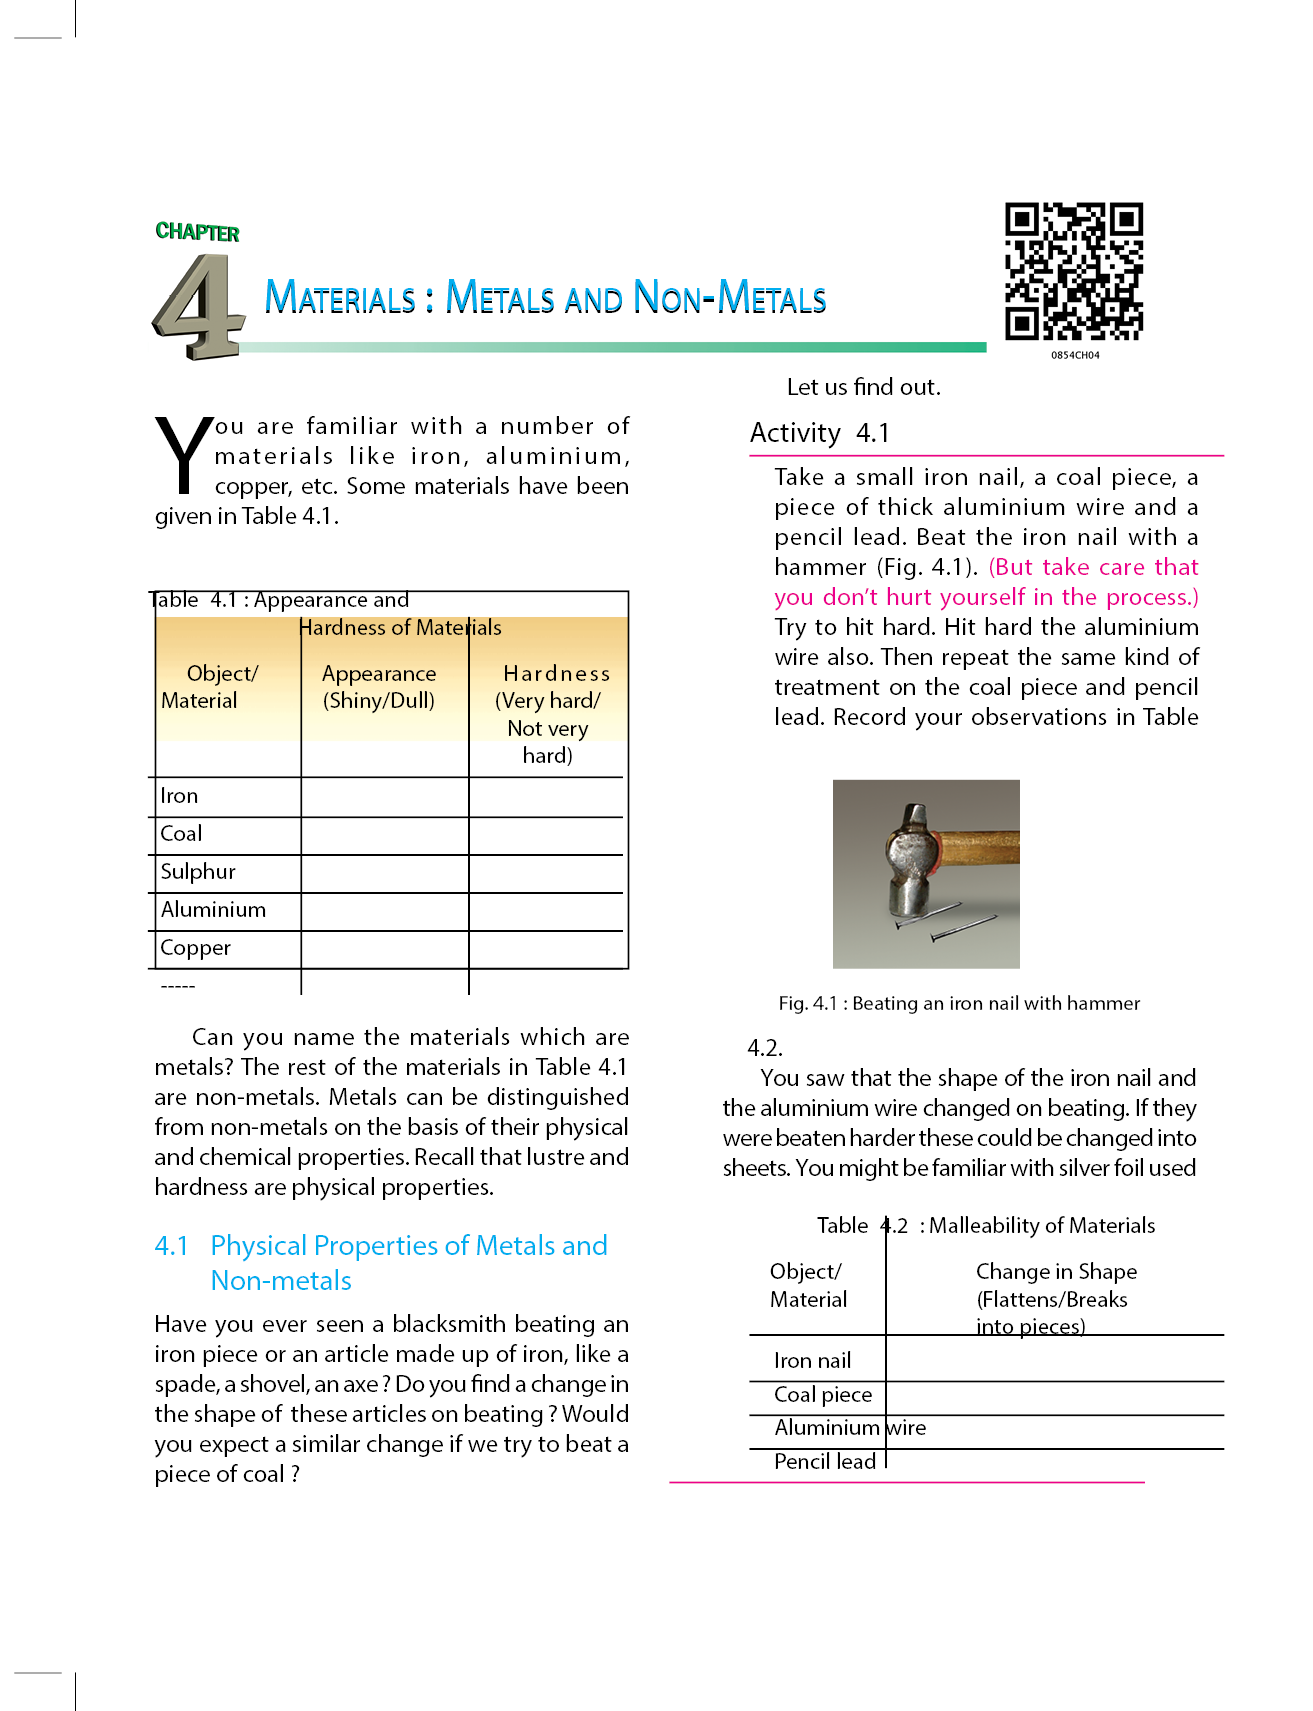 CHAPTER
4
MATERIALS : METALS AND NON-METALS
0854CH04
You are familiar with a number of
materials like iron, aluminium,
copper, etc. Some materials have been
given in Table 4.1.
Table 4.1 : Appearance and
Hardness of Materials
Object/ Appearance Hardness
Material (Shiny/Dull) (Very hard/
Not very
hard)
Iron
Coal
Sulphur
Aluminium
Copper
-----
Can you name the materials which are
metals? The rest of the materials in Table 4.1
are non-metals. Metals can be distinguished
from non-metals on the basis of their physical
and chemical properties. Recall that lustre and
hardness are physical properties.
4.1 Physical Properties of Metals and
Non-metals
Have you ever seen a blacksmith beating an
iron piece or an article made up of iron, like a
spade, a shovel, an axe ? Do you find a change in
the shape of these articles on beating ? Would
you expect a similar change if we try to beat a
piece of coal ?
Let us find out.
Activity 4.1
Take a small iron nail, a coal piece, a
piece of thick aluminium wire and a
pencil lead. Beat the iron nail with a
hammer (Fig. 4.1). (But take care that
you don’t hurt yourself in the process.)
Try to hit hard. Hit hard the aluminium
wire also. Then repeat the same kind of
treatment on the coal piece and pencil
lead. Record your observations in Table
Fig. 4.1 : Beating an iron nail with hammer
4.2.
You saw that the shape of the iron nail and
the aluminium wire changed on beating. If they
were beaten harder these could be changed into
sheets. You might be familiar with silver foil used
Table 4.2 : Malleability of Materials
Object/ Change in Shape
Material (Flattens/Breaks
into pieces)
Iron nail
Coal piece
Aluminium wire
Pencil lead